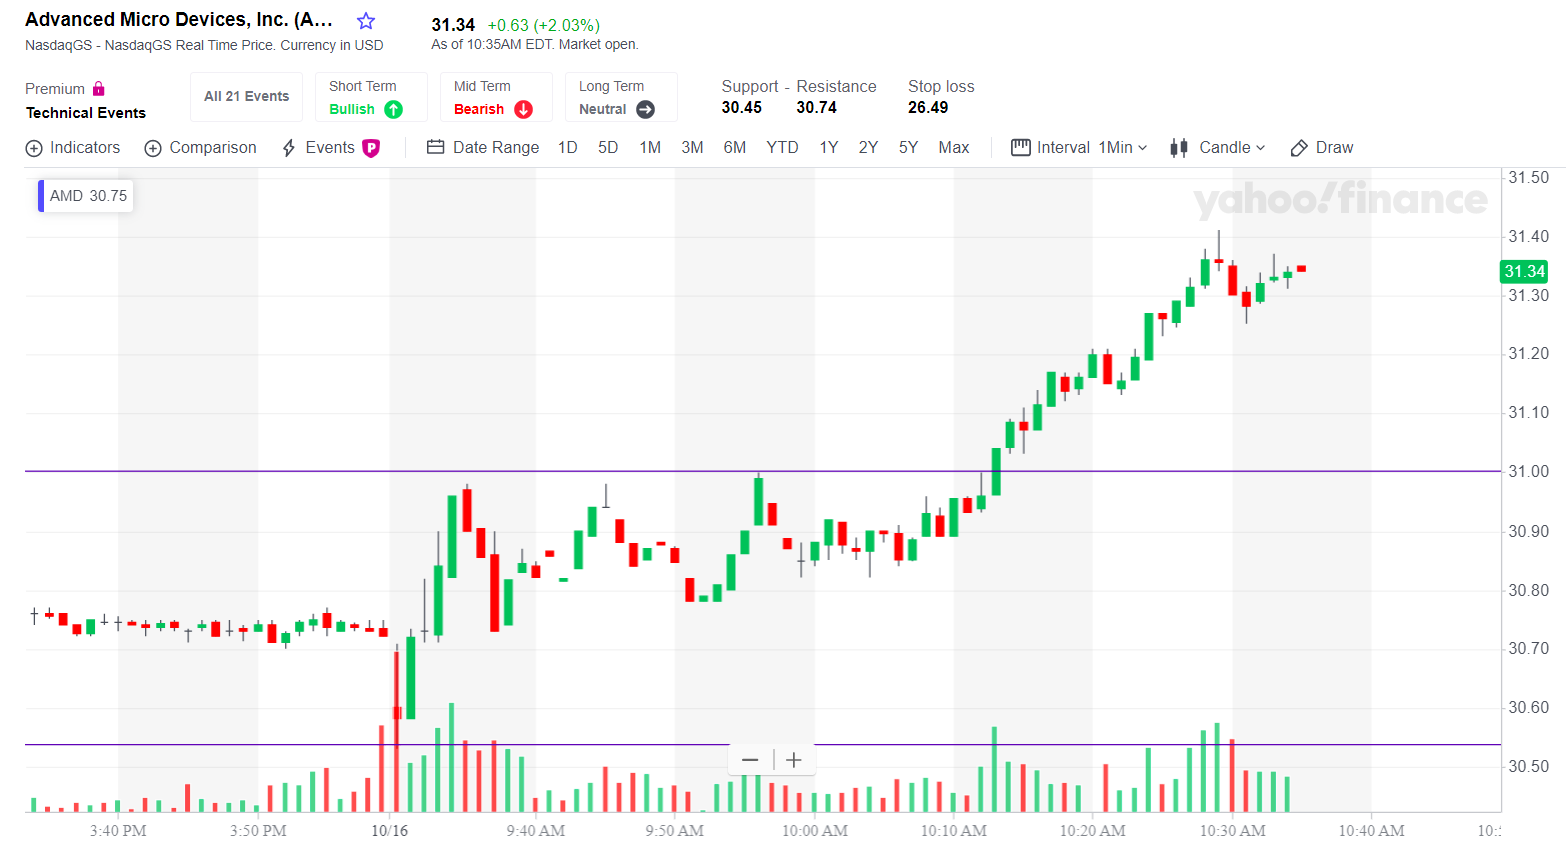 Advanced Micro Devices, Inc. (A...
31.34 +0.63 (+2.03%)
NasdaqGS - NasdaqGS Real Time Price. Currency in USD
As of 10:35AM EDT. Market open.
Premium
Technical Events
All 21 Events
Short Term
Bullish
Mid Term
Bearish
Long Term
Neutral
Support - Resistance
30.45 30.74
Stop loss
26.49
Indicators Comparison Events P Date Range 1D 5D 1M 3M 6M YTD 1Y 2Y 5Y Max Interval 1Min Candle Draw
AMD 30.75
yahoo!finance
31.50
31.40
31.34
31.30
31.20
31.10
31.00
30.90
30.80
30.70
30.60
30.50
3:40 PM 3:50 PM 10/16 9:40 AM 9:50 AM 10:00 AM 10:10 AM 10:20 AM 10:30 AM 10:40 AM